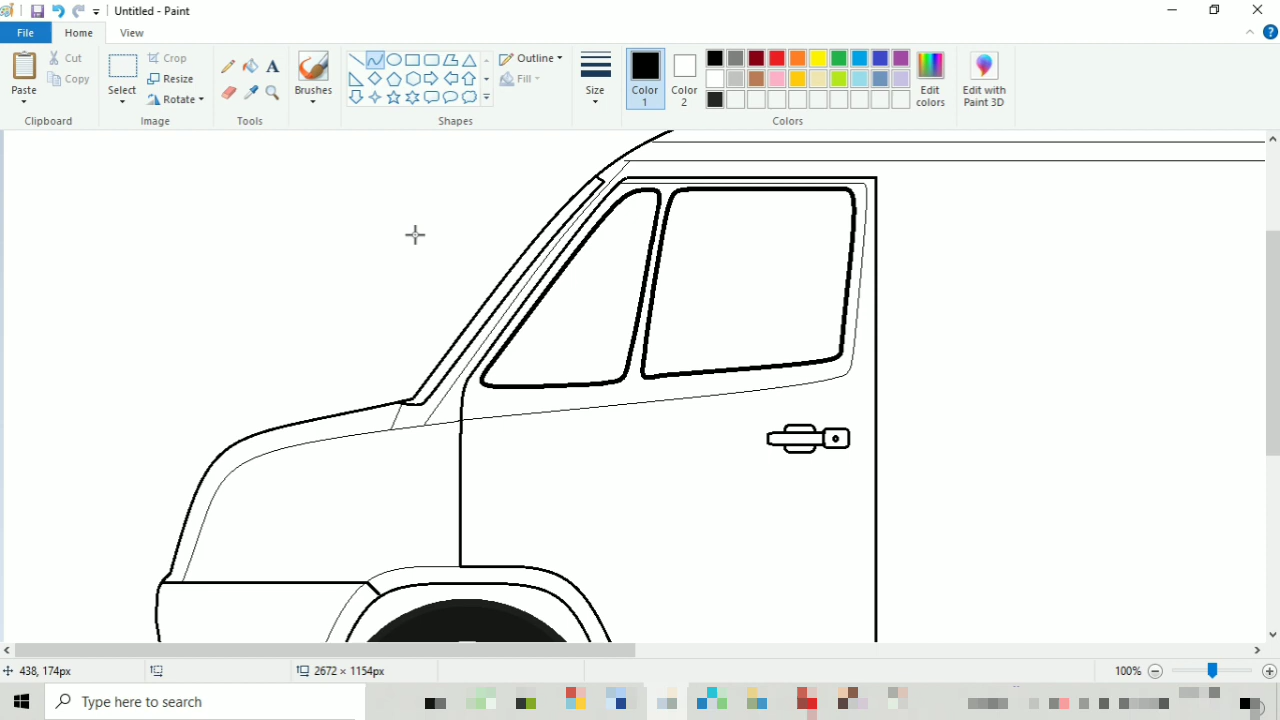 Untitled - Paint
File Home View
Paste
Cut
Copy
Clipboard
Select
Crop
Resize
Rotate
Image
A
Tools
Brushes
Outline
Fill
Shapes
Size
Color 1
Color 2
Edit colors
Colors
Edit with Paint 3D
438, 174px
2672 × 1154px
100%
Type here to search